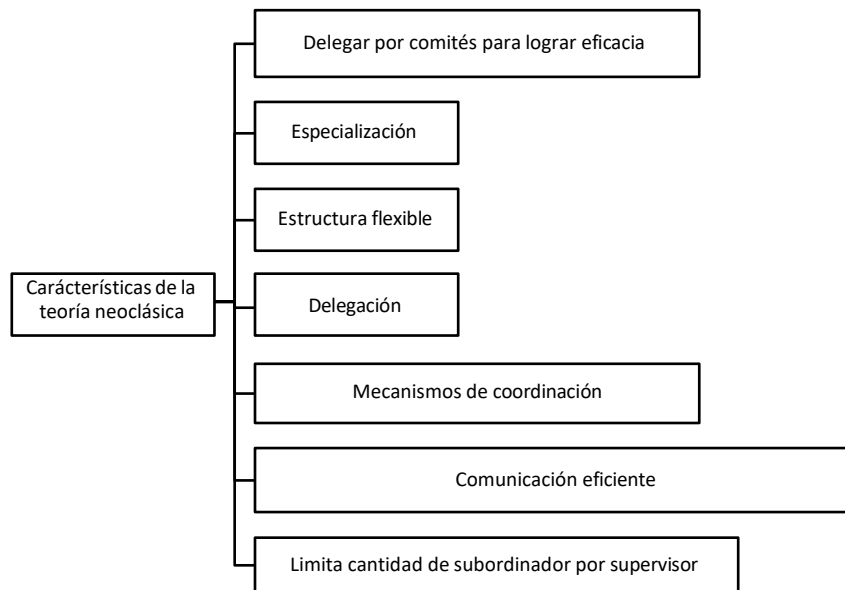 Delegar por comités para lograr eficacia
Especialización
Estructura flexible
Carácterísticas de la
teoría neoclásica
Delegación
Mecanismos de coordinación
Comunicación eficiente
Limita cantidad de subordinador por supervisor